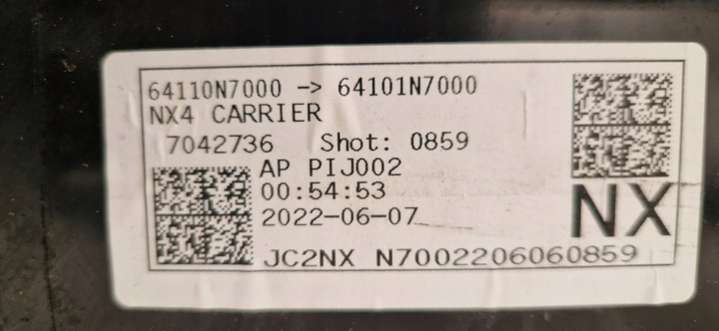 64110N7000 -> 64101N7000
NX4 CARRIER
7042736 Shot: 0859
AP PIJ002
00:54:53
2022-06-07
NX
JC2NX N7002206060859